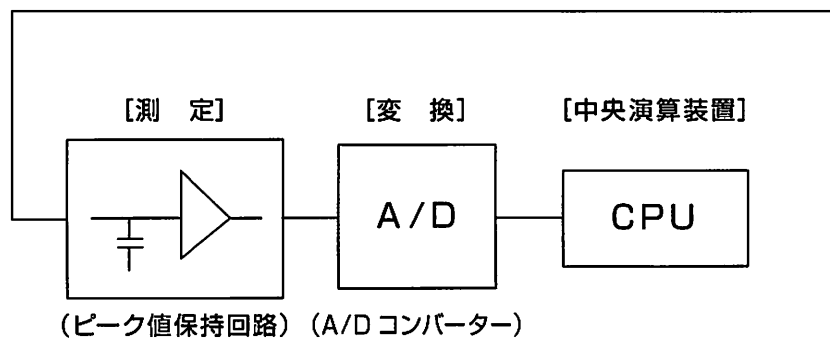 [測 定]
[変 換]
[中央演算装置]
A/D
CPU
(ピーク値保持回路)
(A/Dコンバーター)